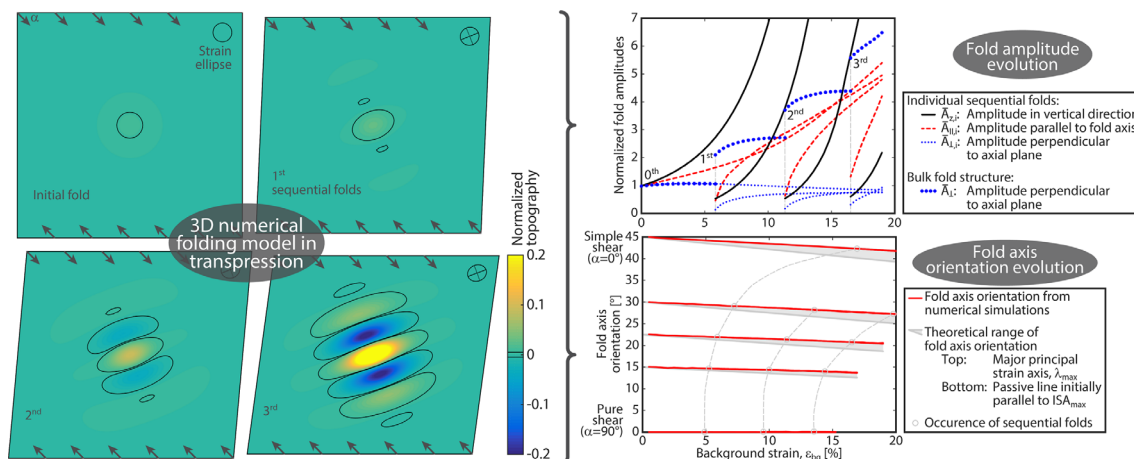 α
Strain
ellipse
Initial fold
1st
sequential folds
3D numerical
folding model in
transpression
2nd
3rd
Normalized
topography
0.2
0.1
0
-0.1
-0.2
Normalized fold amplitudes
7
6
5
4
3
2
1
0
0th
1st
2nd
3rd
0
5
10
15
20
Fold amplitude
evolution
Individual sequential folds:
Āz,i: Amplitude in vertical direction
Ā||,i: Amplitude parallel to fold axis
Ā⊥,i: Amplitude perpendicular
to axial plane
Bulk fold structure:
Ā⊥: Amplitude perpendicular
to axial plane
Simple
shear
(α=0°)
Fold axis
orientation [°]
45
40
35
30
25
20
15
10
5
0
Pure
shear
(α=90°)
0
5
10
15
20
Background strain, εbg [%]
Fold axis
orientation evolution
Fold axis orientation from
numerical simulations
Theoretical range of
fold axis orientation
Top: Major principal
strain axis, λmax
Bottom: Passive line initially
parallel to ISAmax
Occurence of sequential folds